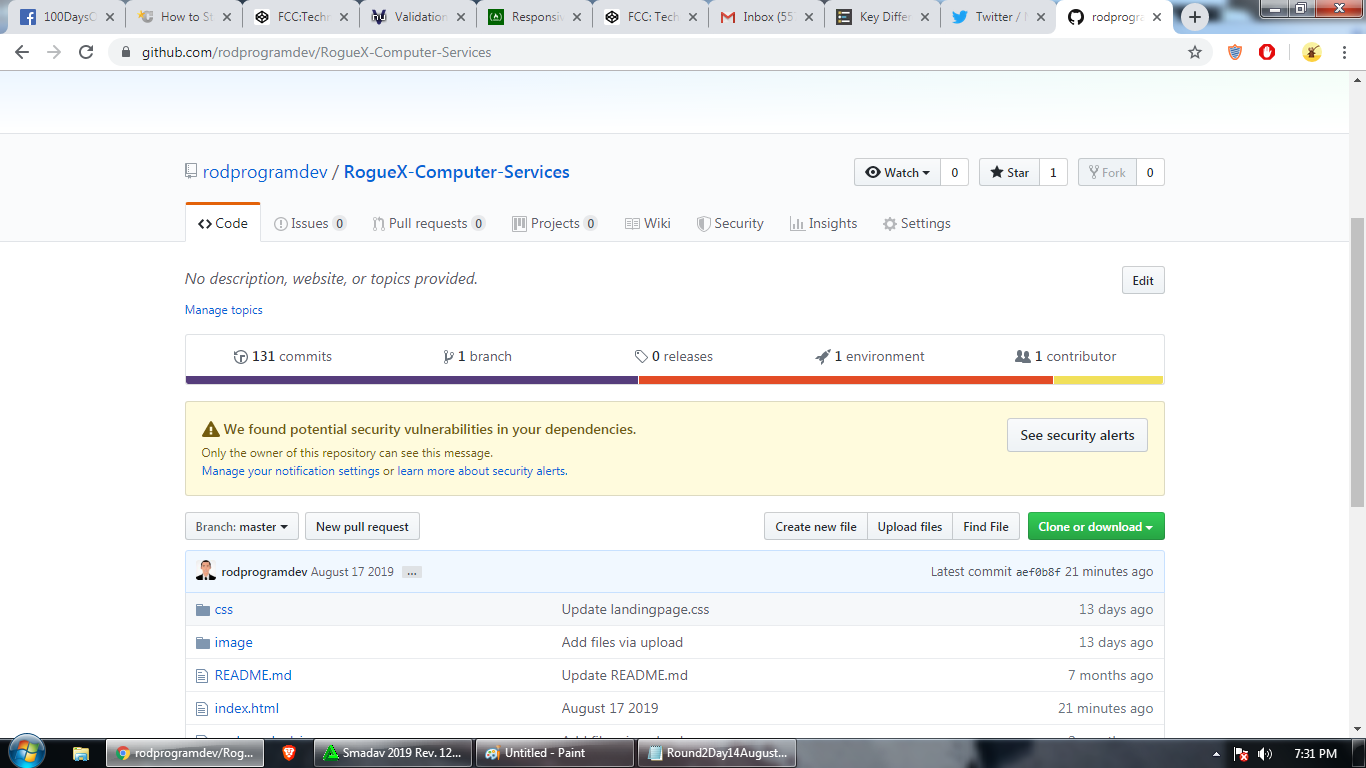 100DaysC How to St FCC:Techn Validation Responsiv FCC: Tech Inbox (55 Key Differ Twitter / rodprogra
github.com/rodprogramdev/RogueX-Computer-Services
rodprogramdev / RogueX-Computer-Services
Watch 0 Star 1 Fork 0
Code Issues 0 Pull requests 0 Projects 0 Wiki Security Insights Settings
No description, website, or topics provided.
Edit
Manage topics
131 commits 1 branch 0 releases 1 environment 1 contributor
We found potential security vulnerabilities in your dependencies.
Only the owner of this repository can see this message.
Manage your notification settings or learn more about security alerts.
See security alerts
Branch: master New pull request Create new file Upload files Find File Clone or download
rodprogramdev August 17 2019 ... Latest commit aef0b8f 21 minutes ago
css Update landingpage.css 13 days ago
image Add files via upload 13 days ago
README.md Update README.md 7 months ago
index.html August 17 2019 21 minutes ago
rodprogramdev/Rog... Smadav 2019 Rev. 12... Untitled - Paint Round2Day14August... 7:31 PM